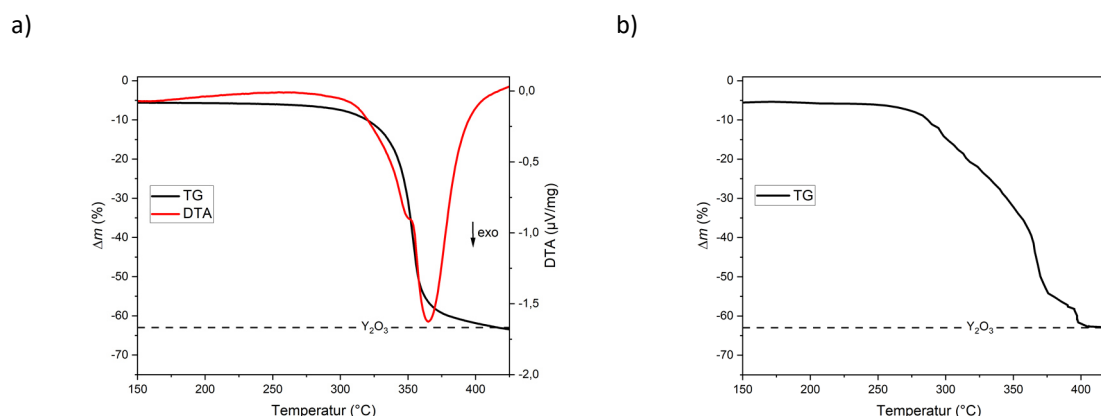 a)
b)
0
-10
-20
-30
-40
-50
-60
-70
Δm (%)
TG
DTA
Y₂O₃
exo
0,0
-0,5
-1,0
-1,5
-2,0
DTA (µV/mg)
150 200 250 300 350 400
Temperatur (°C)
0
-10
-20
-30
-40
-50
-60
-70
Δm (%)
TG
Y₂O₃
150 200 250 300 350 400
Temperatur (°C)